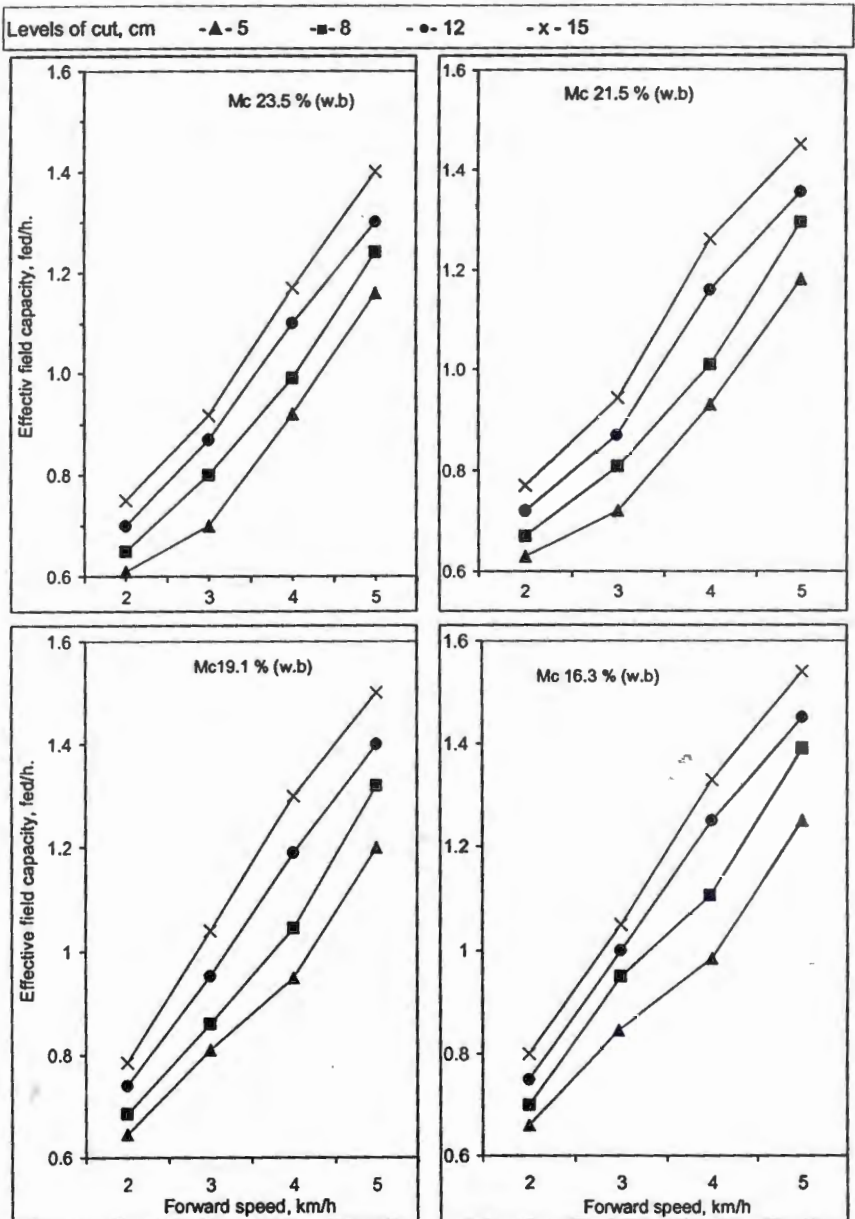 Levels of cut, cm -▲- 5 -■- 8 -●- 12 -x- 15
Mc 23.5 % (w.b)
Effectiv field capacity, fed/h.
1.6
1.4
1.2
1.0
0.8
0.6
2 3 4 5
Mc 21.5 % (w.b)
1.6
1.4
1.2
1.0
0.8
0.6
2 3 4 5
Mc19.1 % (w.b)
Effective field capacity, fed/h.
1.6
1.4
1.2
1
0.8
0.6
2 3 4 5
Forward speed, km/h
Mc 16.3 % (w.b)
1.6
1.4
1.2
1
0.8
0.6
2 3 4 5
Forward speed, km/h